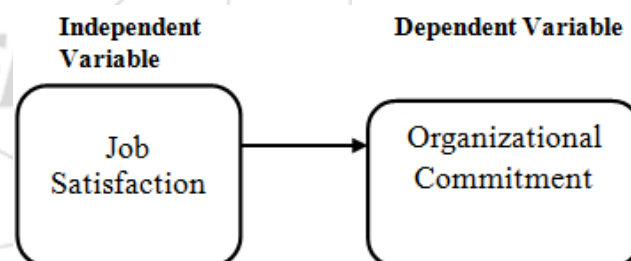 Independent
Variable
Dependent Variable
Job
Satisfaction
Organizational
Commitment